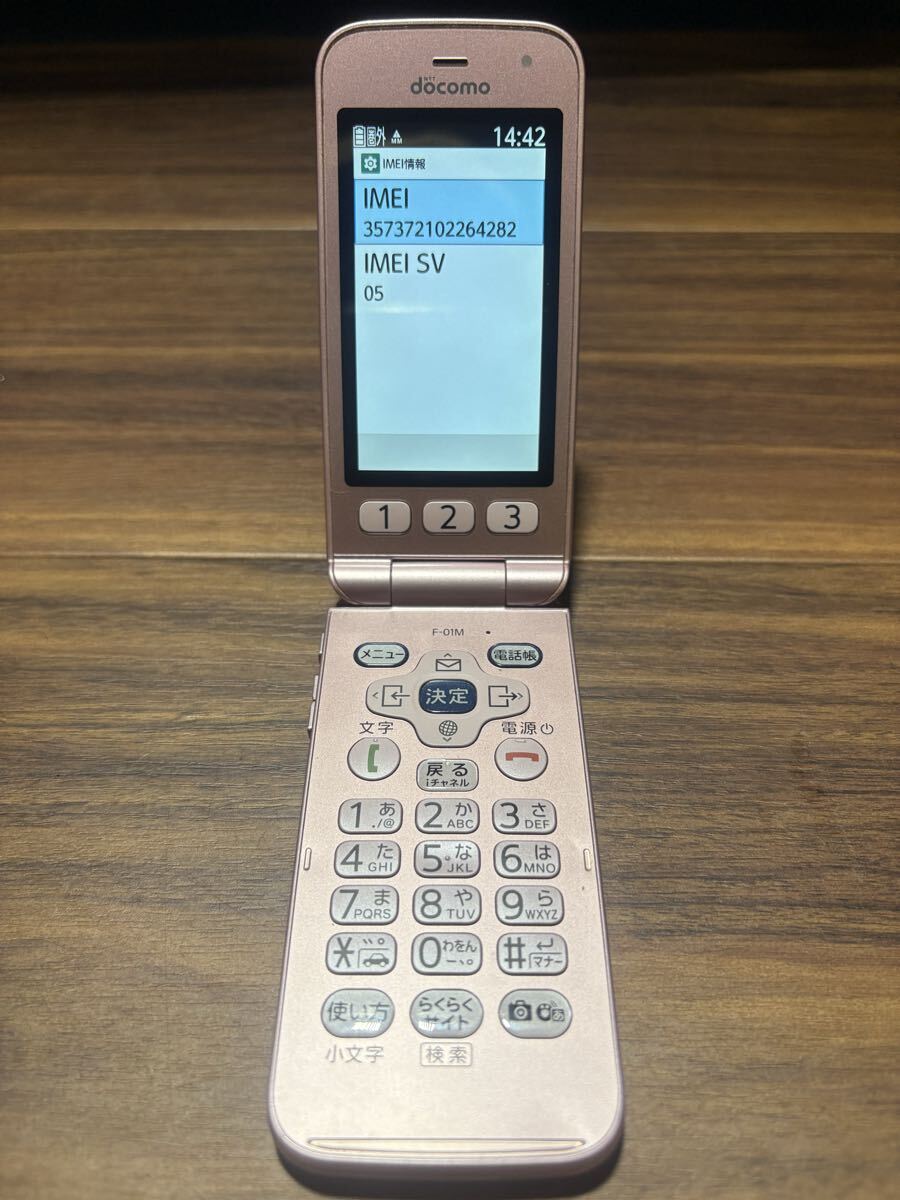 NTT
docomo
圏外 MM 14:42
IMEI情報
IMEI
357372102264282
IMEI SV
05
1 2 3
F-01M
メニュー 電話帳
決定
文字 電源
戻る
iチャネル
1 あ ./@ 2 か ABC 3 さ DEF
4 た GHI 5 な JKL 6 は MNO
7 ま PQRS 8 や TUV 9 ら WXYZ
* ゛゜ 0 わをん ー、。 # マナー
使い方 らくらくサイト あ
小文字 検索